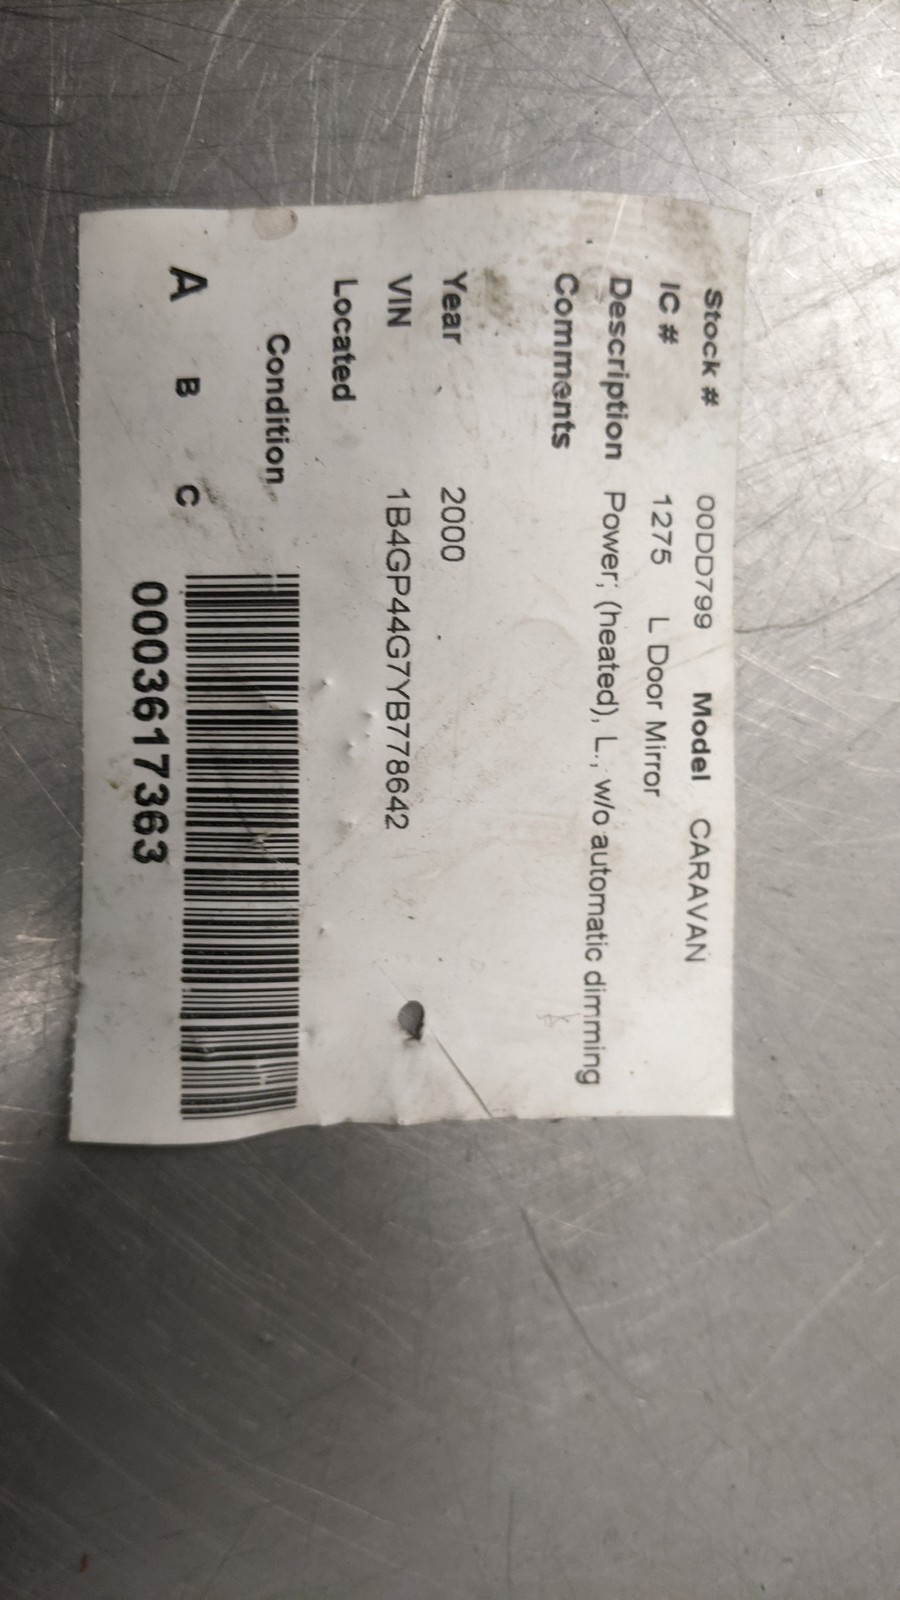 Stock # 00DD799 Model CARAVAN
IC # 1275 L Door Mirror
Description Power; (heated), L., w/o automatic dimming
Comments
Year 2000
VIN 1B4GP44G7YB778642
Located
Condition
A B C
0003617363